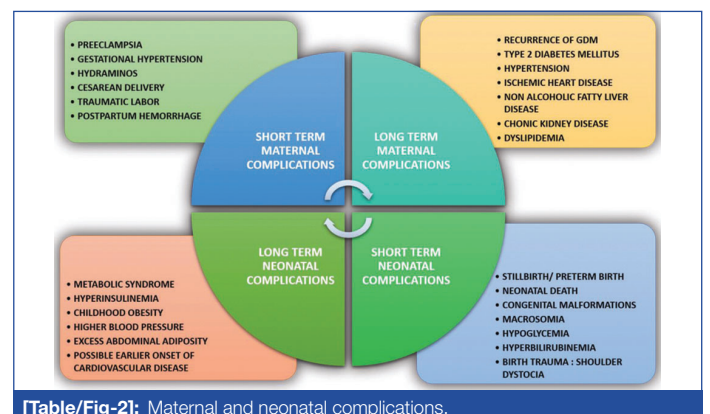 • PREECLAMPSIA
• GESTATIONAL HYPERTENSION
• HYDRAMINOS
• CESAREAN DELIVERY
• TRAUMATIC LABOR
• POSTPARTUM HEMORRHAGE
• RECURRENCE OF GDM
• TYPE 2 DIABETES MELLITUS
• HYPERTENSION
• ISCHEMIC HEART DISEASE
• NON ALCOHOLIC FATTY LIVER
DISEASE
• CHONIC KIDNEY DISEASE
• DYSLIPIDEMIA
SHORT TERM
MATERNAL
COMPLICATIONS
LONG TERM
MATERNAL
COMPLICATIONS
LONG TERM
NEONATAL
COMPLICATIONS
SHORT TERM
NEONATAL
COMPLICATIONS
• METABOLIC SYNDROME
• HYPERINSULINEMIA
• CHILDHOOD OBESITY
• HIGHER BLOOD PRESSURE
• EXCESS ABDOMINAL ADIPOSITY
• POSSIBLE EARLIER ONSET OF
CARDIOVASCULAR DISEASE
• STILLBIRTH/ PRETERM BIRTH
• NEONATAL DEATH
• CONGENITAL MALFORMATIONS
• MACROSOMIA
• HYPOGLYCEMIA
• HYPERBILIRUBINEMIA
• BIRTH TRAUMA : SHOULDER
DYSTOCIA
[Table/Fig-2]: Maternal and neonatal complications.